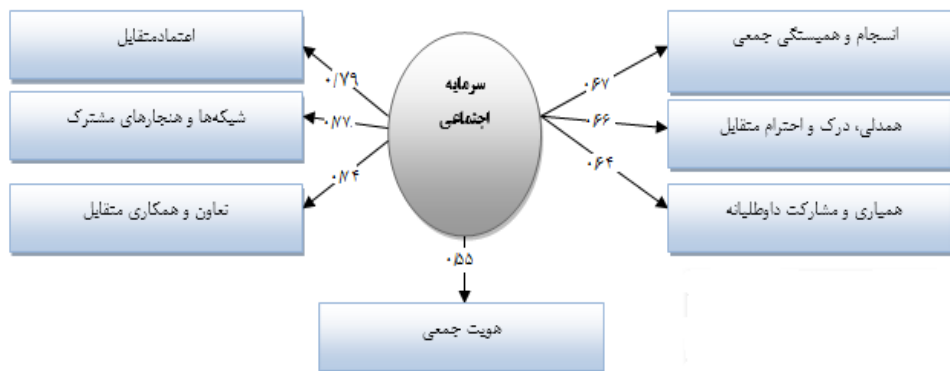 انسجام و همبستگی جمعی
اعتمادمتقابل
سرمایه
اجتماعی
۰/۷۹
۰/۶۷
شبکه‌ها و هنجارهای مشترک
۰/۷۷
۰/۶۶
همدلی، درک و احترام متقابل
۰/۷۴
۰/۶۴
تعاون و همکاری متقابل
همیاری و مشارکت داوطلبانه
۰/۵۵
هویت جمعی